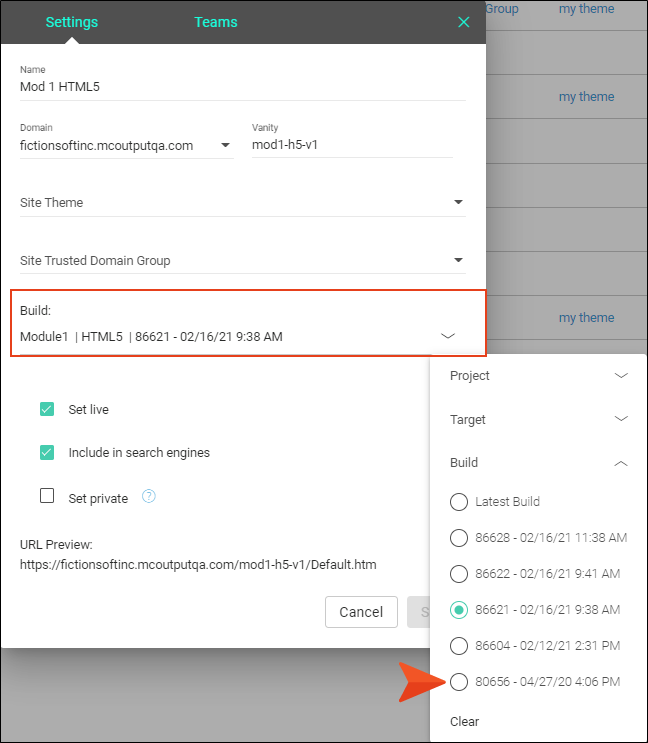 Settings Teams
Group my theme
Name
Mod 1 HTML5
my theme
Domain Vanity
fictionsoftinc.mcoutputqa.com mod1-h5-v1
Site Theme
Site Trusted Domain Group
Build:
my theme
Module1 | HTML5 | 86621 - 02/16/21 9:38 AM
Project
Set live
Target
Include in search engines
Build
Set private ?
Latest Build
URL Preview:
86628 - 02/16/21 11:38 AM
https://fictionsoftinc.mcoutputqa.com/mod1-h5-v1/Default.htm
86622 - 02/16/21 9:41 AM
Cancel S
86621 - 02/16/21 9:38 AM
86604 - 02/12/21 2:31 PM
80656 - 04/27/20 4:06 PM
Clear